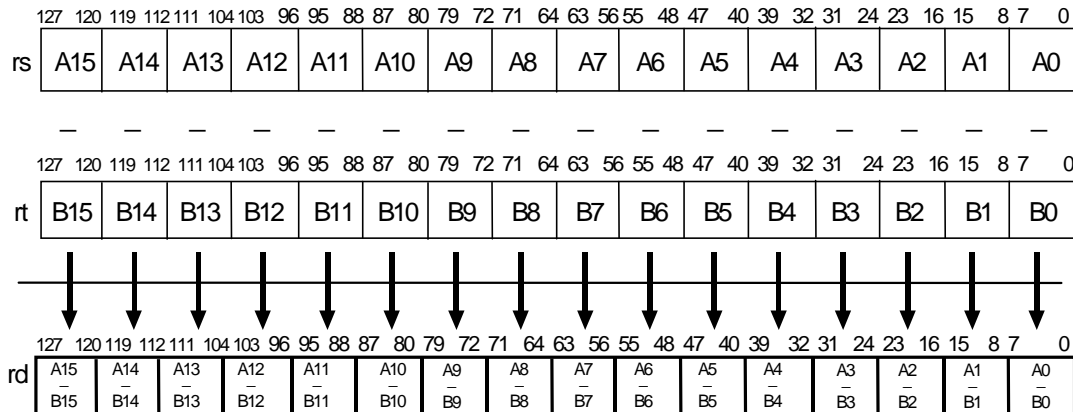 127 120 119 112 111 104 103 96 95 88 87 80 79 72 71 64 63 56 55 48 47 40 39 32 31 24 23 16 15 8 7 0
rs A15 A14 A13 A12 A11 A10 A9 A8 A7 A6 A5 A4 A3 A2 A1 A0
– – – – – – – – – – – – – – – –
127 120 119 112 111 104 103 96 95 88 87 80 79 72 71 64 63 56 55 48 47 40 39 32 31 24 23 16 15 8 7 0
rt B15 B14 B13 B12 B11 B10 B9 B8 B7 B6 B5 B4 B3 B2 B1 B0
127 120 119 112 111 104 103 96 95 88 87 80 79 72 71 64 63 56 55 48 47 40 39 32 31 24 23 16 15 8 7 0
rd A15 A14 A13 A12 A11 A10 A9 A8 A7 A6 A5 A4 A3 A2 A1 A0
– – – – – – – – – – – – – – – –
B15 B14 B13 B12 B11 B10 B9 B8 B7 B6 B5 B4 B3 B2 B1 B0